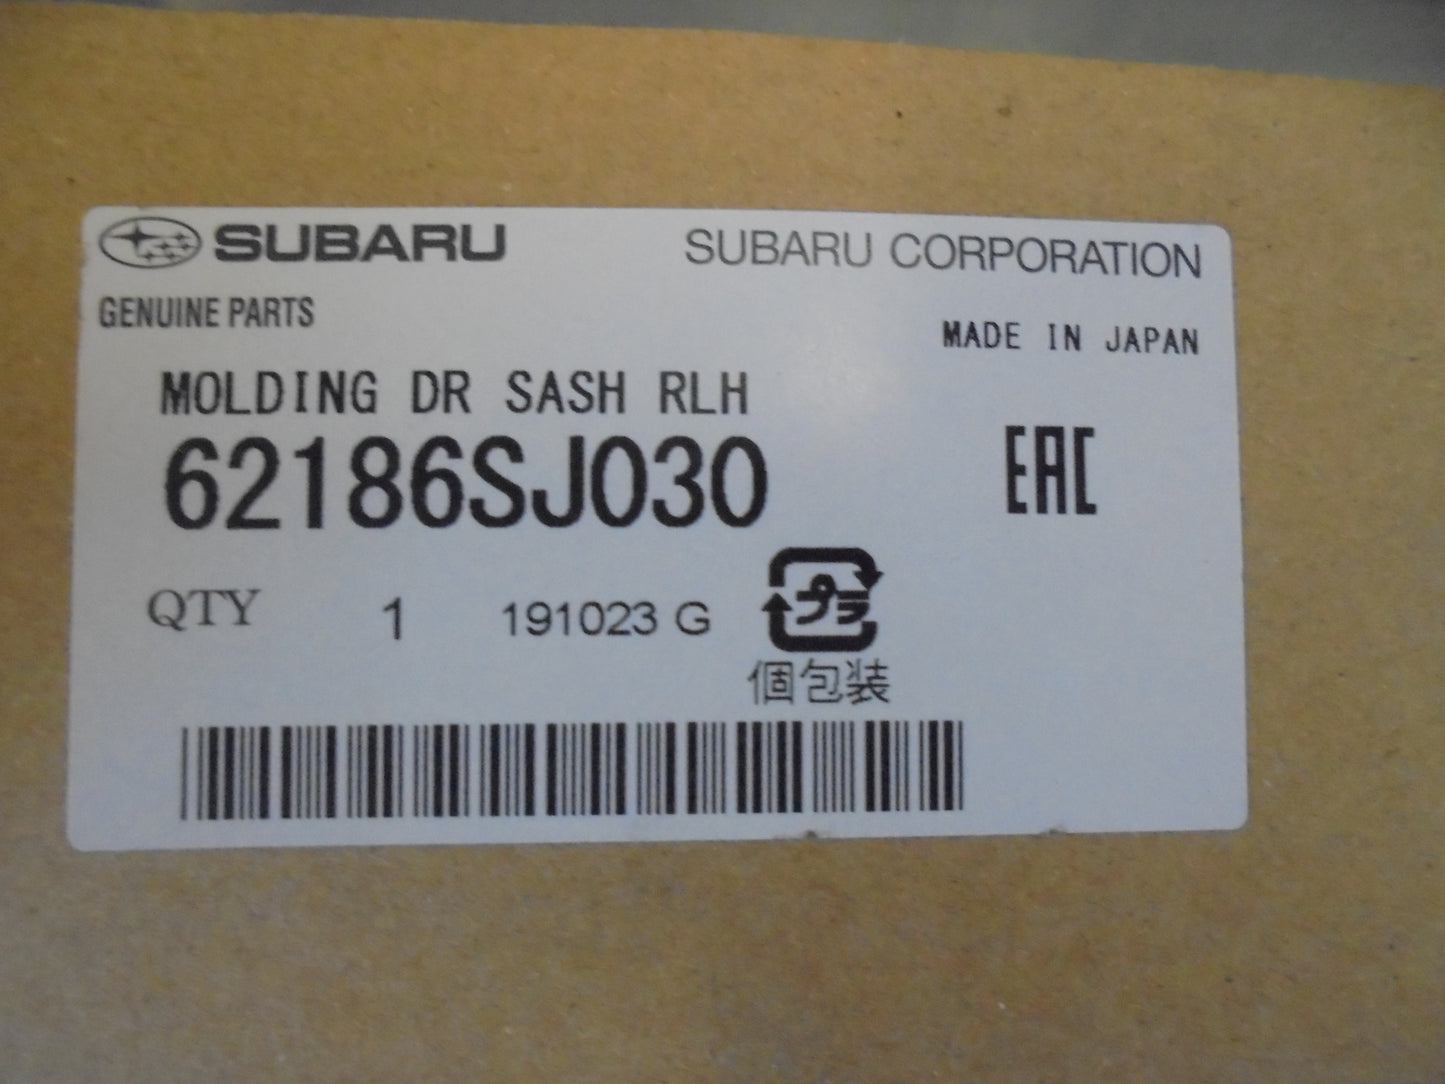 SUBARU
SUBARU CORPORATION
GENUINE PARTS
MADE IN JAPAN
MOLDING DR SASH RLH
62186SJ030
EAC
QTY 1 191023 G
プラ
個包装